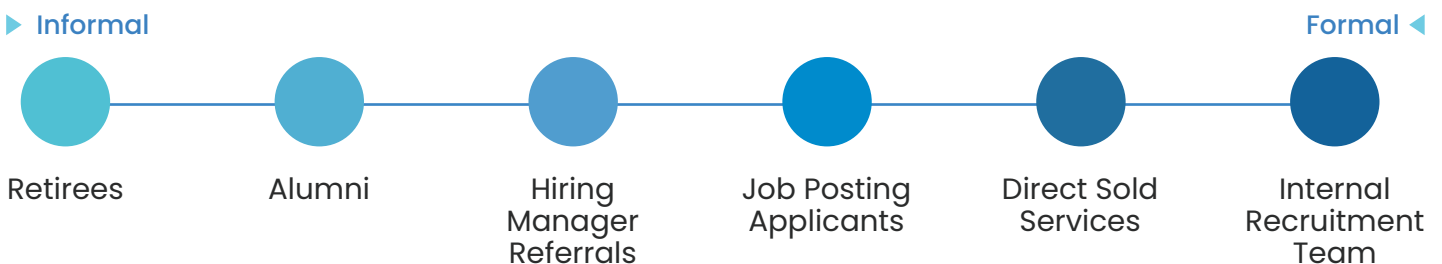 Informal
Formal
Retirees
Alumni
Hiring
Manager
Referrals
Job Posting
Applicants
Direct Sold
Services
Internal
Recruitment
Team